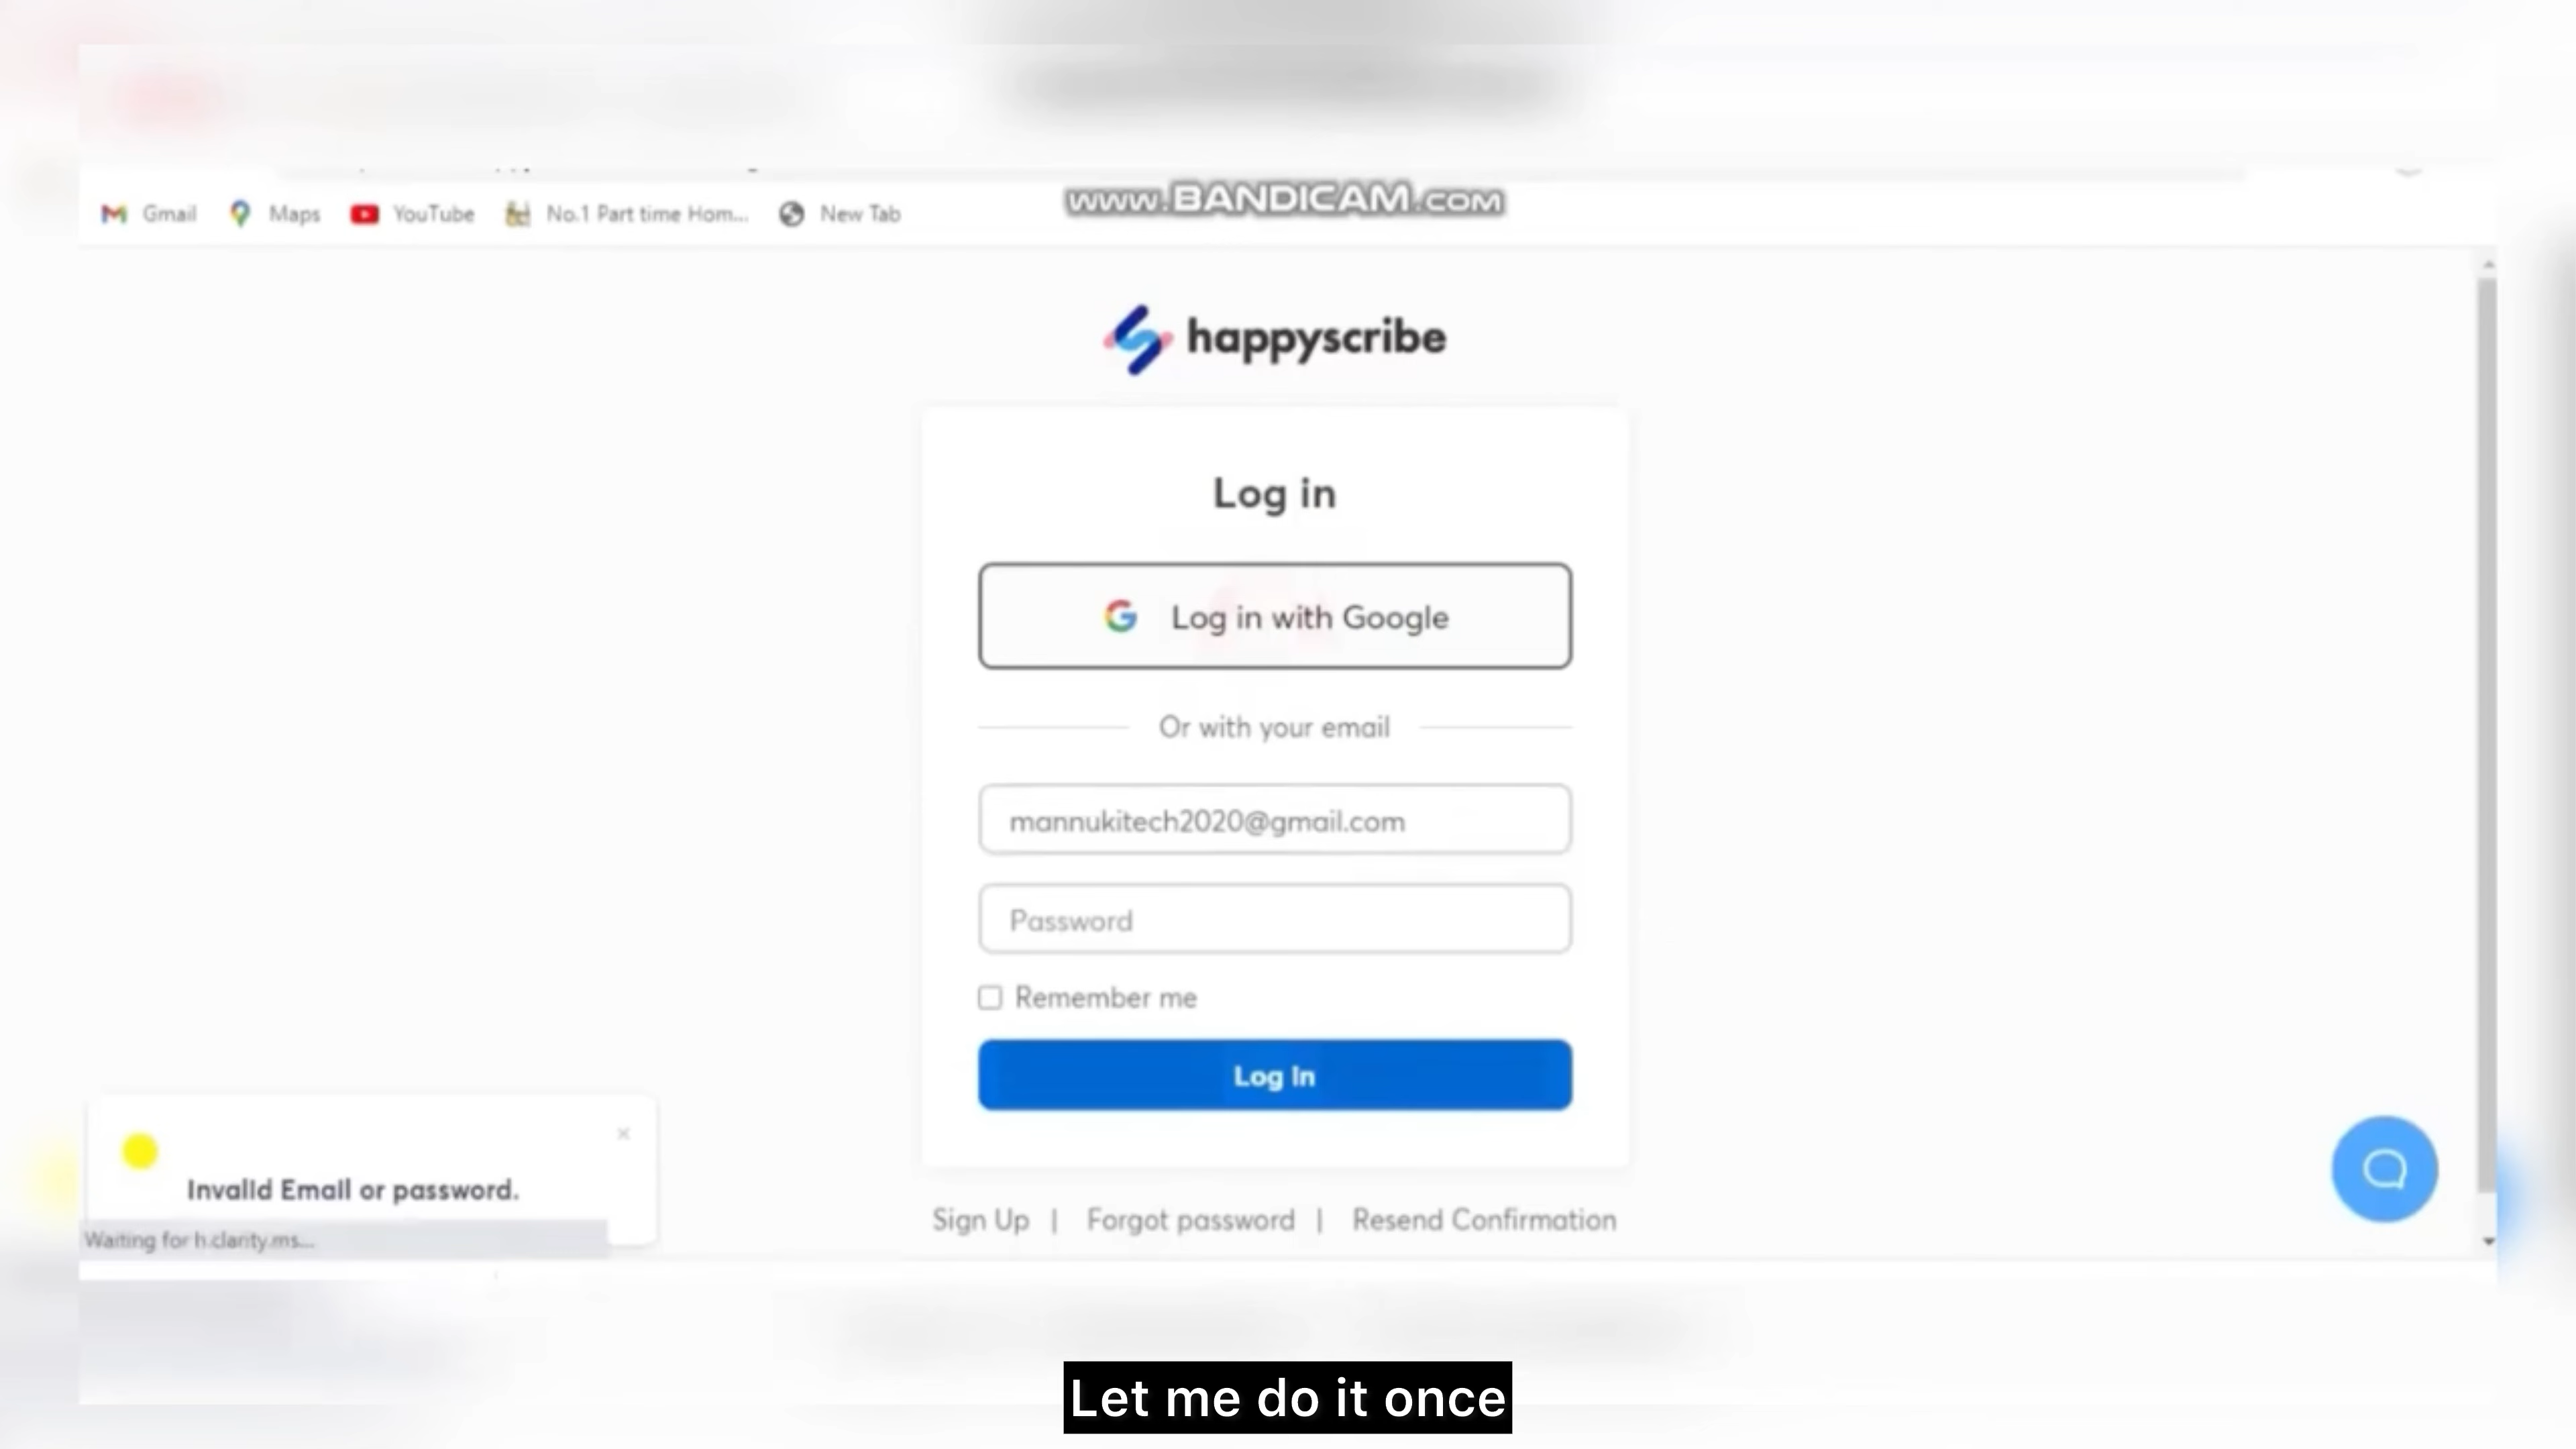 Gmail Maps YouTube No.1 Part time Hom... New Tab
www.BANDICAM.com
happyscribe
Log in
Log in with Google
Or with your email
mannukitech2020@gmail.com
Password
Remember me
Log In
Invalid Email or password.
Waiting for h.clarity.ms...
Sign Up | Forgot password | Resend Confirmation
Let me do it once